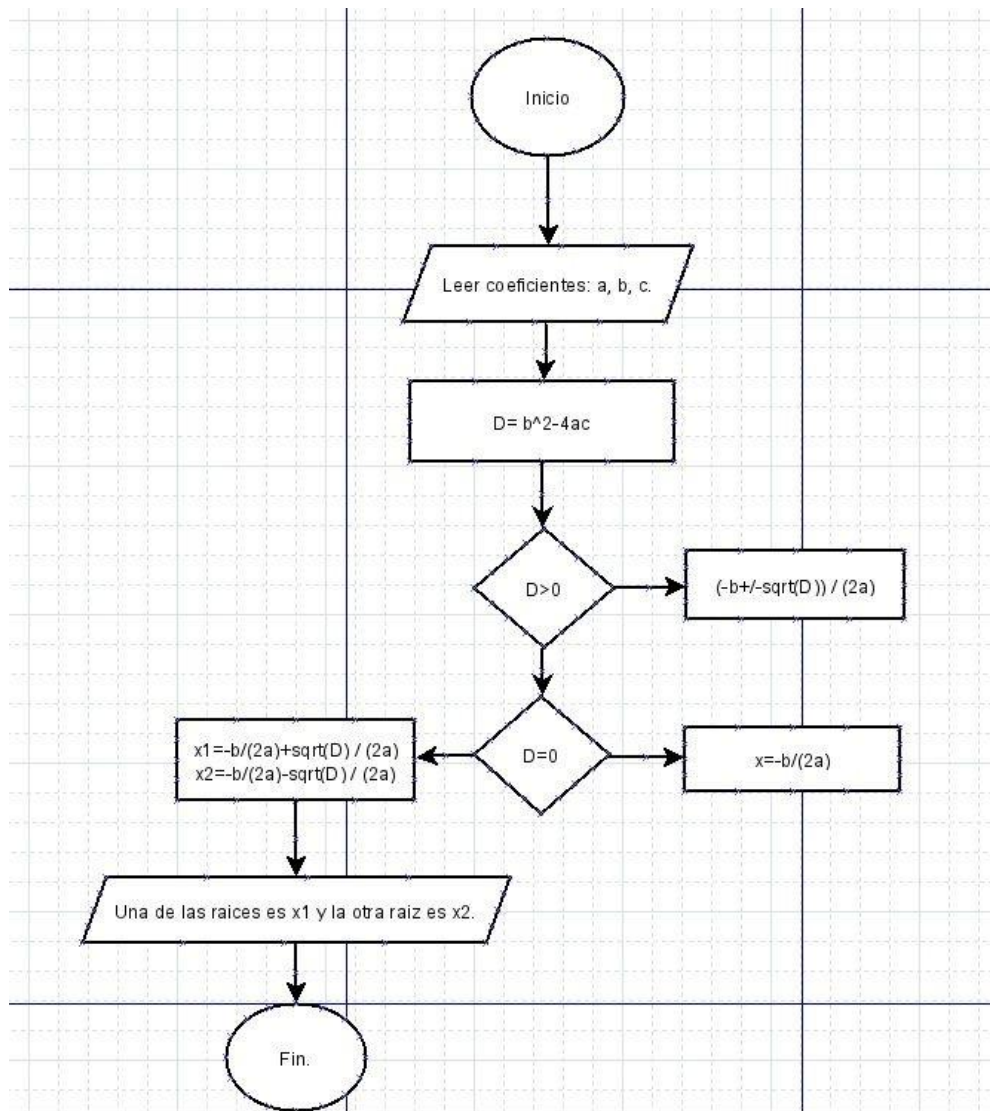 Inicio
Leer coeficientes: a, b, c.
D= b^2-4ac
D>0
(-b+/-sqrt(D)) / (2a)
D=0
x=-b/(2a)
x1=-b/(2a)+sqrt(D) / (2a)
x2=-b/(2a)-sqrt(D) / (2a)
Una de las raices es x1 y la otra raiz es x2.
Fin.